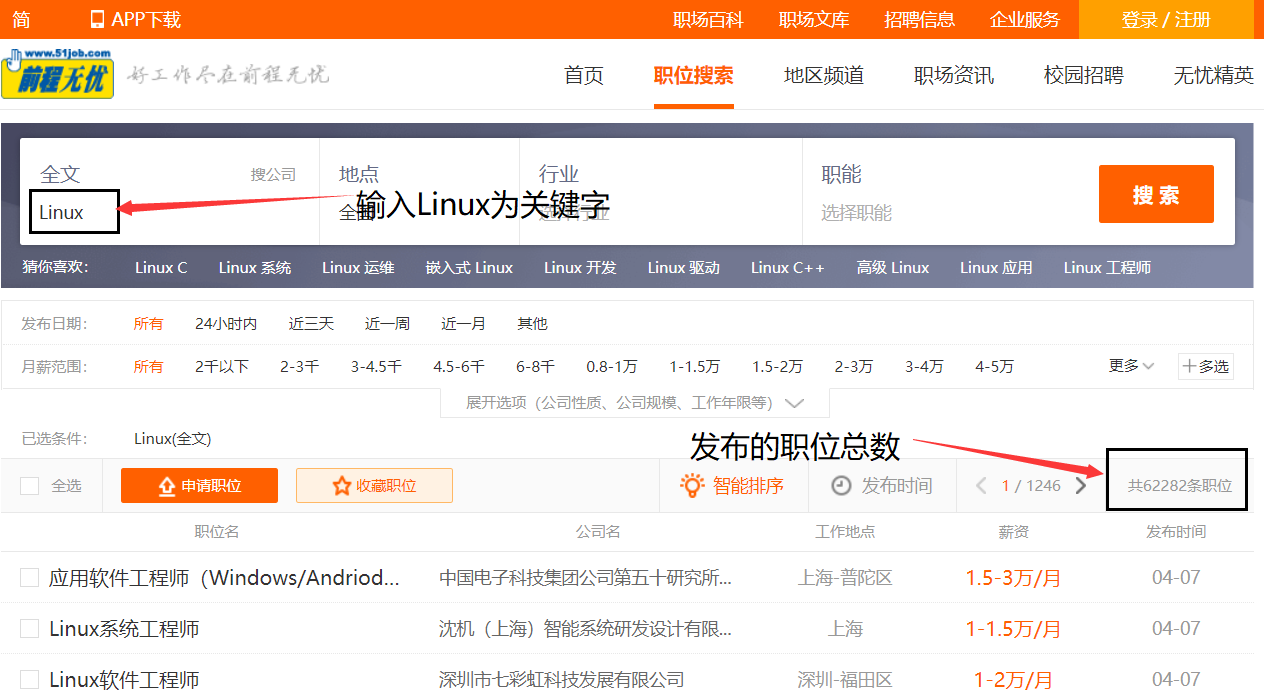 简 APP下载 职场百科 职场文库 招聘信息 企业服务 登录 / 注册
www.51job.com
前程无忧 好工作尽在前程无忧 首页 职位搜索 地区频道 职场资讯 校园招聘 无忧精英
全文 搜公司 地点 行业 职能
搜 索
Linux 输入Linux为关键字 选择职能
猜你喜欢: Linux C Linux 系统 Linux 运维 嵌入式 Linux Linux 开发 Linux 驱动 Linux C++ 高级 Linux Linux 应用 Linux 工程师
发布日期: 所有 24小时内 近三天 近一周 近一月 其他
月薪范围: 所有 2千以下 2-3千 3-4.5千 4.5-6千 6-8千 0.8-1万 1-1.5万 1.5-2万 2-3万 3-4万 4-5万 更多 多选
展开选项（公司性质、公司规模、工作年限等）
已选条件: Linux(全文)
发布的职位总数
全选 申请职位 收藏职位 智能排序 发布时间 1 / 1246 共62282条职位
职位名 公司名 工作地点 薪资 发布时间
应用软件工程师（Windows/Andriod... 中国电子科技集团公司第五十研究所... 上海-普陀区 1.5-3万/月 04-07
Linux系统工程师 沈机（上海）智能系统研发设计有限... 上海 1-1.5万/月 04-07
Linux软件工程师 深圳市七彩虹科技发展有限公司 深圳-福田区 1-2万/月 04-07